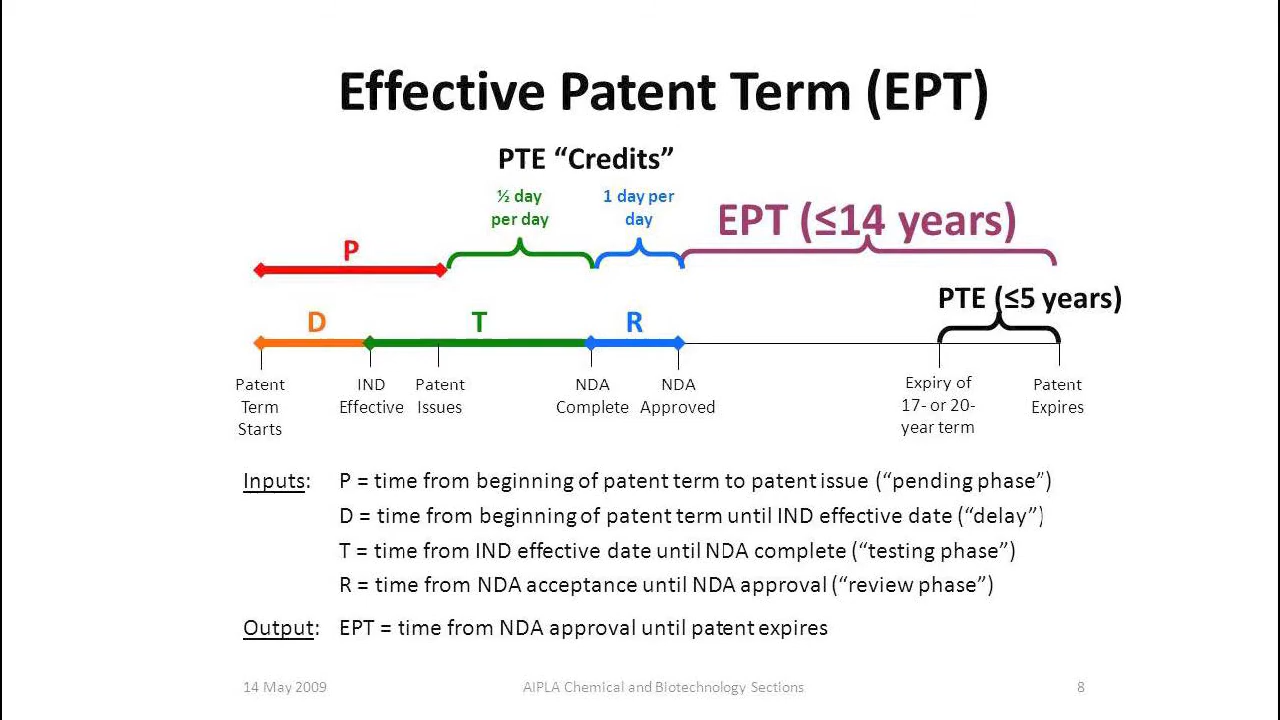 Effective Patent Term (EPT)
PTE “Credits”
½ day
per day
1 day per
day
EPT (≤14 years)
P
PTE (≤5 years)
D
T
R
Patent
Term
Starts
IND
Effective
Patent
Issues
NDA
Complete
NDA
Approved
Expiry of
17- or 20-
year term
Patent
Expires
Inputs: P = time from beginning of patent term to patent issue (“pending phase”)
D = time from beginning of patent term until IND effective date (“delay”)
T = time from IND effective date until NDA complete (“testing phase”)
R = time from NDA acceptance until NDA approval (“review phase”)
Output: EPT = time from NDA approval until patent expires
14 May 2009 AIPLA Chemical and Biotechnology Sections 8